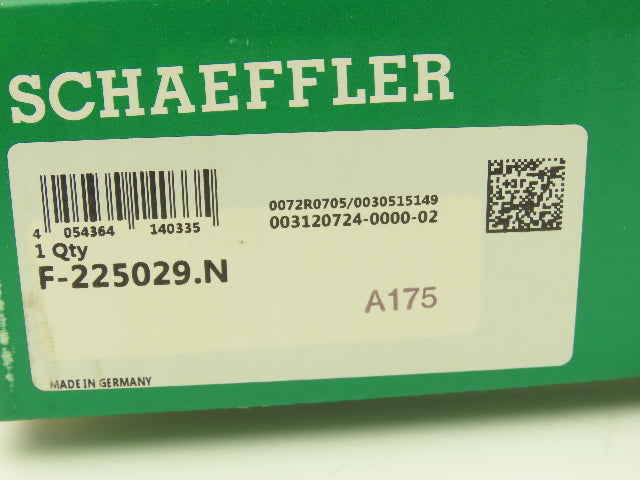 SCHAEFFLER
4 054364 140335
0072R0705/0030515149
003120724-0000-02
1 Qty
F-225029.N
A175
MADE IN GERMANY